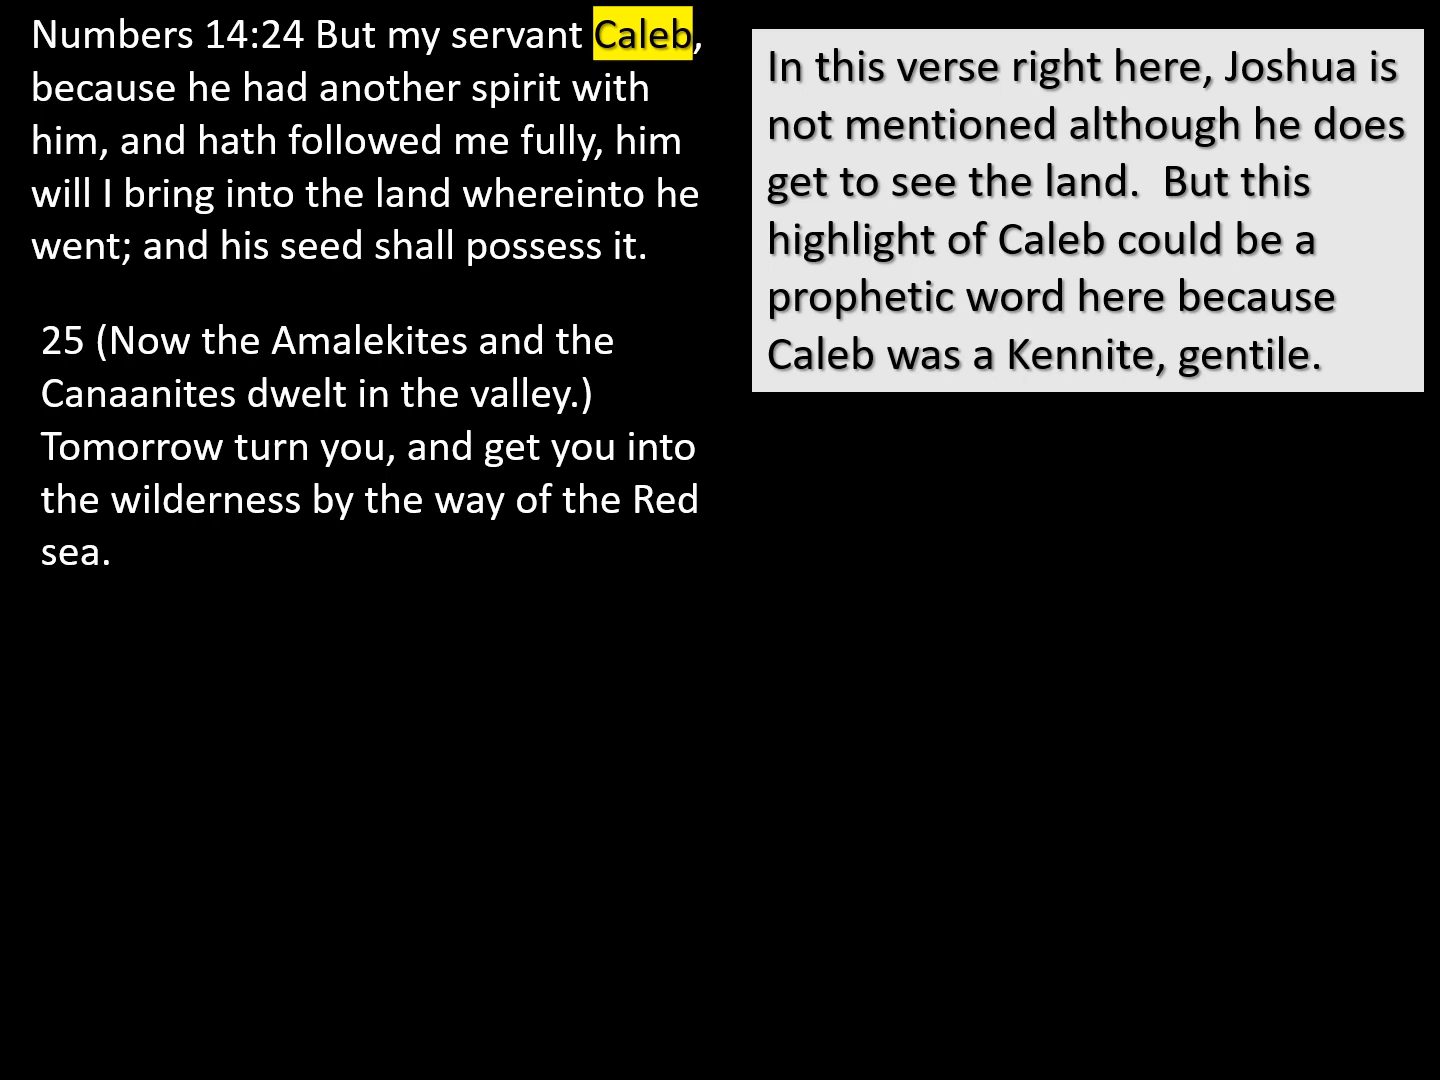 Numbers 14:24 But my servant Caleb,
because he had another spirit with
him, and hath followed me fully, him
will I bring into the land whereinto he
went; and his seed shall possess it.
25 (Now the Amalekites and the
Canaanites dwelt in the valley.)
Tomorrow turn you, and get you into
the wilderness by the way of the Red
sea.
In this verse right here, Joshua is
not mentioned although he does
get to see the land.  But this
highlight of Caleb could be a
prophetic word here because
Caleb was a Kennite, gentile.